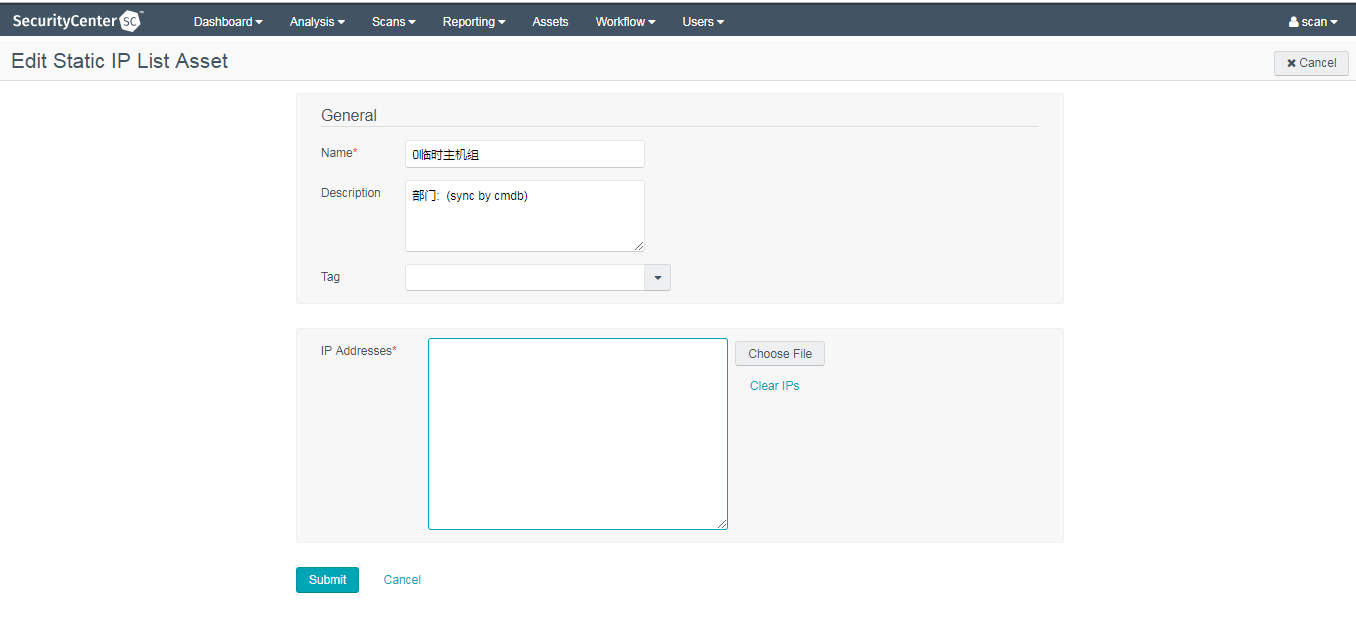 SecurityCenter SC™ Dashboard Analysis Scans Reporting Assets Workflow Users scan
Edit Static IP List Asset
Cancel
General
Name* 0临时主机组
Description 部门:  (sync by cmdb)
Tag
IP Addresses* Choose File
Clear IPs
Submit Cancel